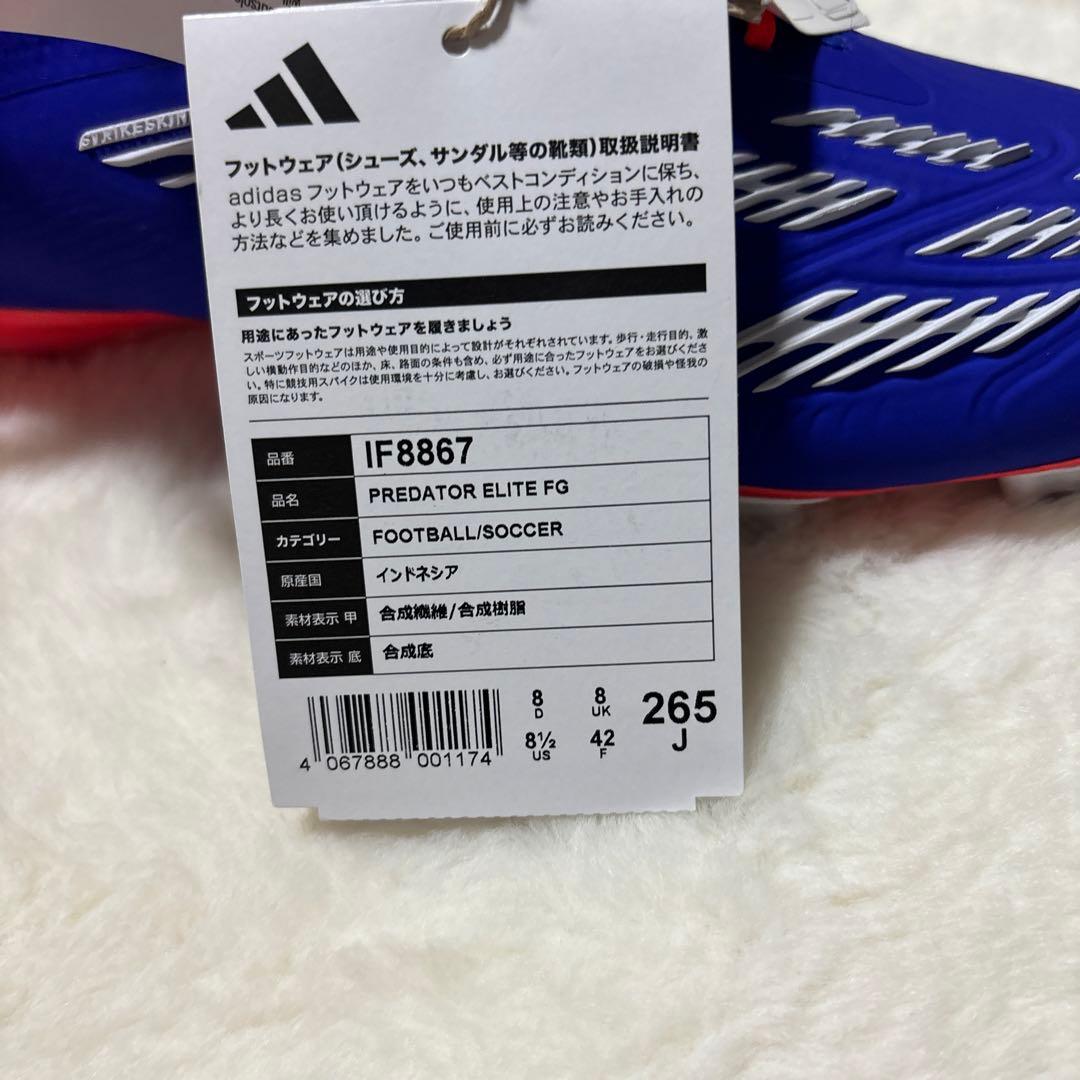 outsole
STRIKESKIN
フットウェア(シューズ、サンダル等の靴類)取扱説明書
adidas フットウェアをいつもベストコンディションに保ち、
より長くお使い頂けるように、使用上の注意やお手入れの
方法などを集めました。ご使用前に必ずお読みください。
フットウェアの選び方
用途にあったフットウェアを履きましょう
スポーツフットウェアは用途や使用目的によって設計がそれぞれされています。歩行・走行目的、激
しい横動作目的などのほか、床、路面の条件も含め、必ず用途に合ったフットウェアをお選びくださ
い。特に競技用スパイクは使用環境を十分に考慮し、お選びください。フットウェアの破損や怪我の
原因になります。
品番 IF8867
品名 PREDATOR ELITE FG
カテゴリー FOOTBALL/SOCCER
原産国 インドネシア
素材表示 甲 合成繊維/合成樹脂
素材表示 底 合成底
8 D 8 UK 265 J
8½ US 42 F
4 067888 001174